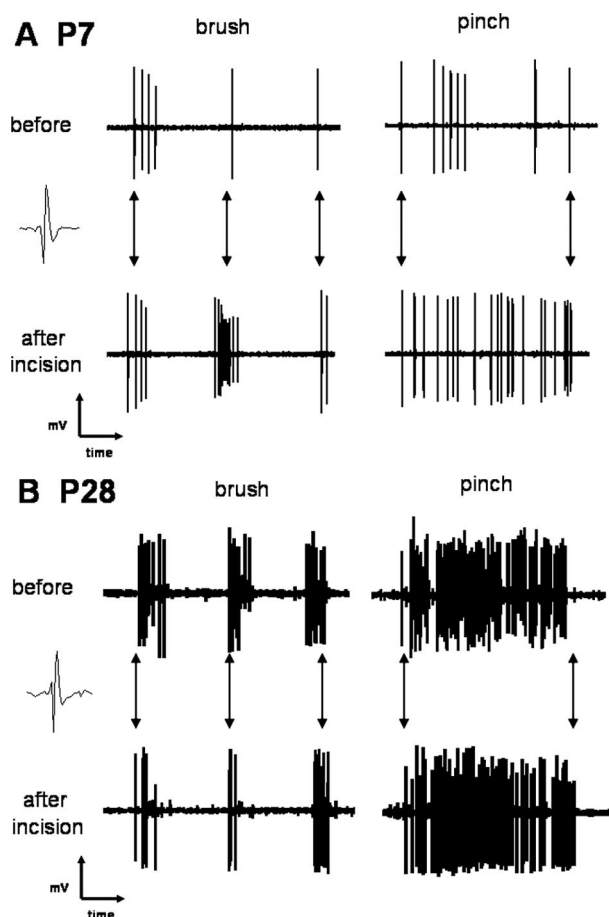 A P7
brush
pinch
before
after
incision
mV
time
B P28
brush
pinch
before
after
incision
mV
time